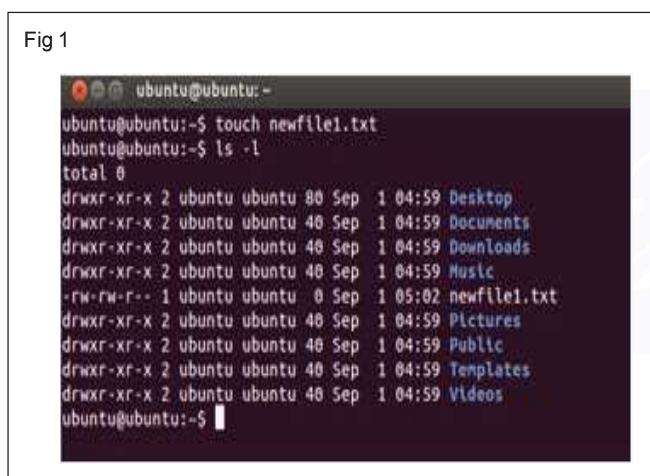 Fig 1
ubuntu@ubuntu: ~
ubuntu@ubuntu:~$ touch newfile1.txt
ubuntu@ubuntu:~$ ls -l
total 0
drwxr-xr-x 2 ubuntu ubuntu 80 Sep 1 04:59 Desktop
drwxr-xr-x 2 ubuntu ubuntu 40 Sep 1 04:59 Documents
drwxr-xr-x 2 ubuntu ubuntu 40 Sep 1 04:59 Downloads
drwxr-xr-x 2 ubuntu ubuntu 40 Sep 1 04:59 Music
-rw-rw-r-- 1 ubuntu ubuntu 0 Sep 1 05:02 newfile1.txt
drwxr-xr-x 2 ubuntu ubuntu 40 Sep 1 04:59 Pictures
drwxr-xr-x 2 ubuntu ubuntu 40 Sep 1 04:59 Public
drwxr-xr-x 2 ubuntu ubuntu 40 Sep 1 04:59 Templates
drwxr-xr-x 2 ubuntu ubuntu 40 Sep 1 04:59 Videos
ubuntu@ubuntu:~$